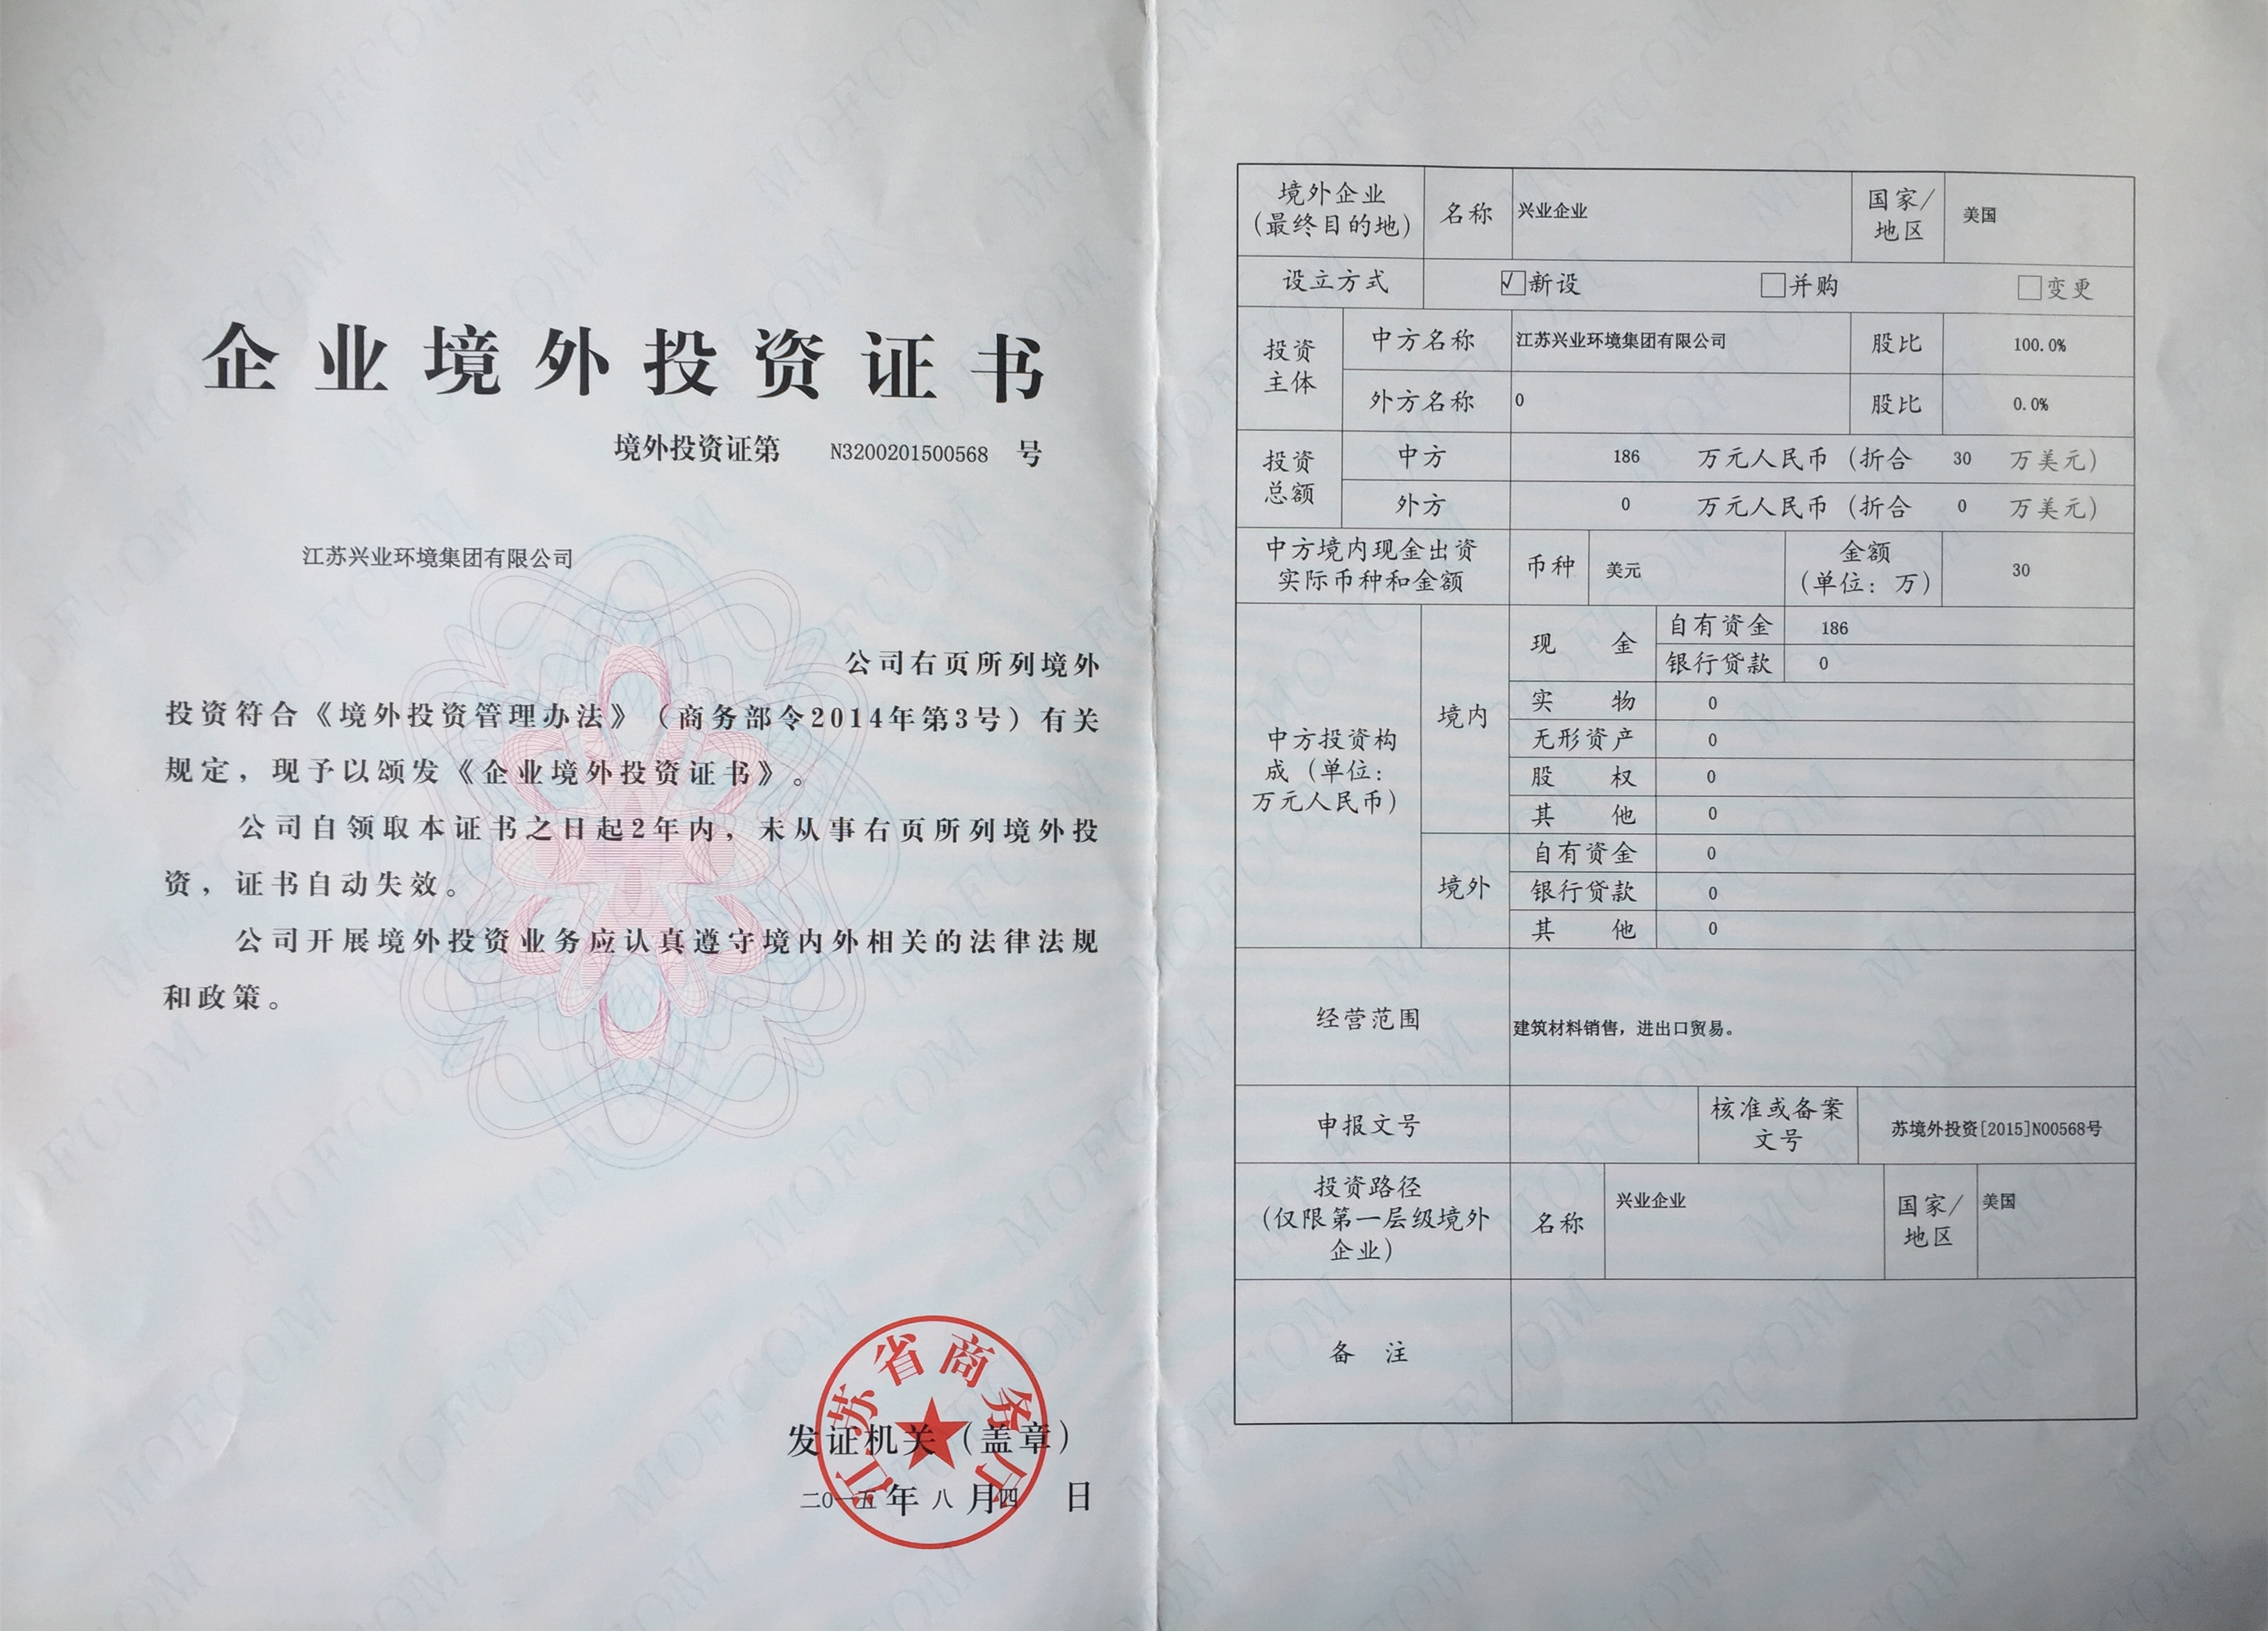 企业境外投资证书
境外投资证第 N3200201500568 号
江苏兴业环境集团有限公司
公司右页所列境外
投资符合《境外投资管理办法》（商务部令2014年第3号）有关
规定，现予以颁发《企业境外投资证书》。
公司自领取本证书之日起2年内，未从事右页所列境外投
资，证书自动失效。
公司开展境外投资业务应认真遵守境内外相关的法律法规
和政策。
江苏省商务厅
发证机关（盖章）
二〇一五 年 八 月 四 日
境外企业
（最终目的地） 名称 兴业企业 国家/
地区 美国
设立方式 ☑新设 □并购 □变更
投资
主体 中方名称 江苏兴业环境集团有限公司 股比 100.0%
外方名称 0 股比 0.0%
投资
总额 中方 186 万元人民币（折合 30 万美元）
外方 0 万元人民币（折合 0 万美元）
中方境内现金出资
实际币种和金额 币种 美元 金额
（单位：万） 30
中方投资构
成（单位：
万元人民币） 境内 现 金 自有资金 186
银行贷款 0
实 物 0
无形资产 0
股 权 0
其 他 0
境外 自有资金 0
银行贷款 0
其 他 0
经营范围 建筑材料销售，进出口贸易。
申报文号 核准或备案
文号 苏境外投资[2015]N00568号
投资路径
（仅限第一层级境外
企业） 名称 兴业企业 国家/
地区 美国
备 注
MOFCOM